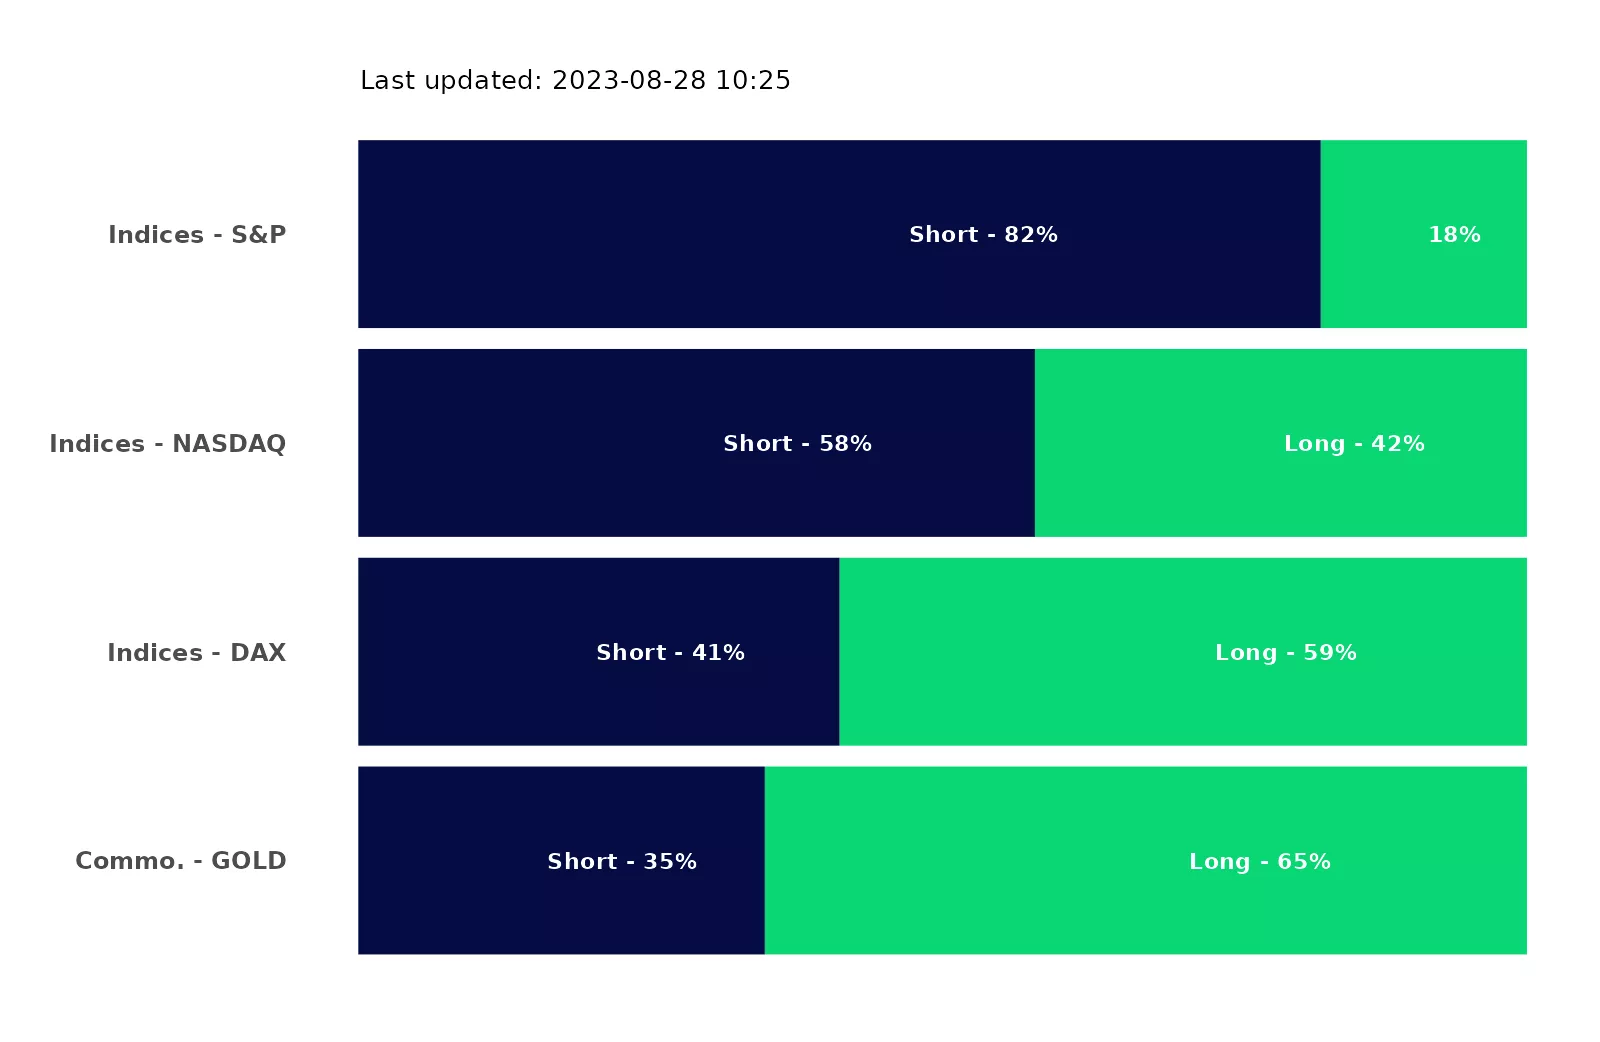 Last updated: 2023-08-28 10:25
Indices - S&P
Short - 82%
18%
Indices - NASDAQ
Short - 58%
Long - 42%
Indices - DAX
Short - 41%
Long - 59%
Commo. - GOLD
Short - 35%
Long - 65%